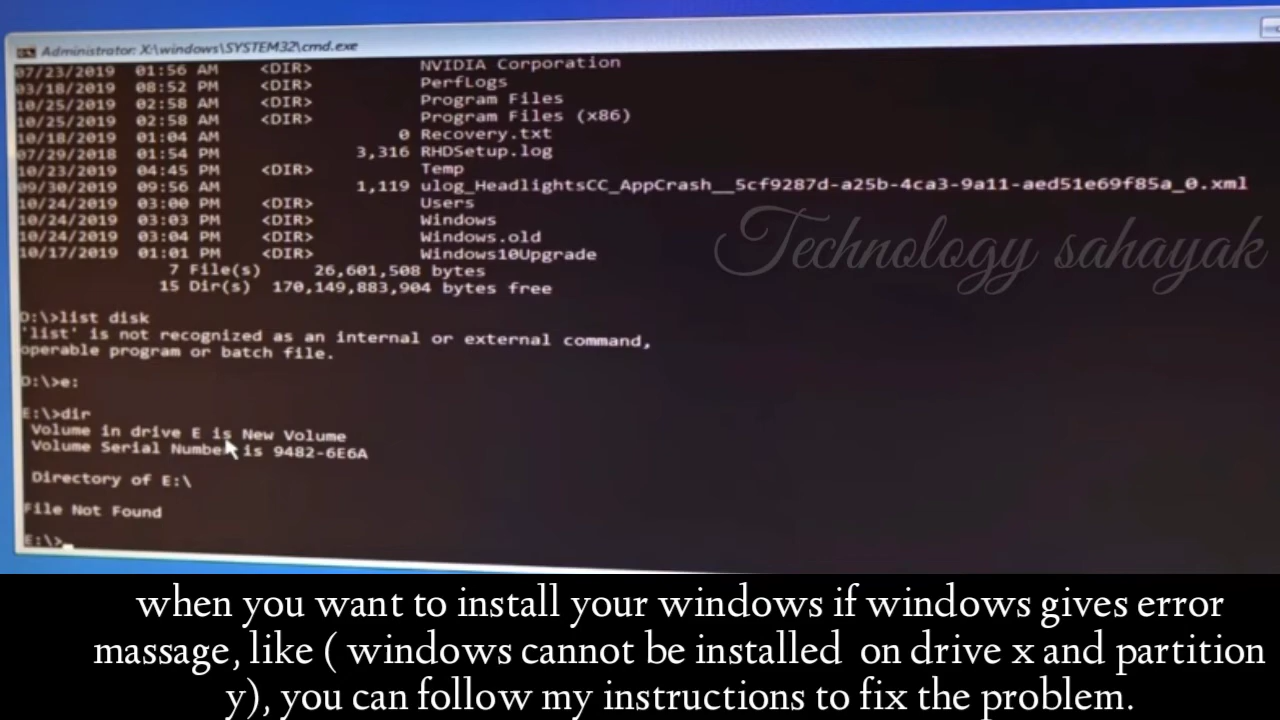 Administrator: X:\windows\SYSTEM32\cmd.exe
07/23/2019 01:56 AM <DIR> NVIDIA Corporation
03/18/2019 08:52 PM <DIR> PerfLogs
10/25/2019 02:58 AM <DIR> Program Files
10/25/2019 02:58 AM <DIR> Program Files (x86)
10/18/2019 01:04 AM 0 Recovery.txt
07/29/2018 01:54 PM 3,316 RHDSetup.log
10/23/2019 04:45 PM <DIR> Temp
09/30/2019 09:56 AM 1,119 ulog_HeadlightsCC_AppCrash__5cf9287d-a25b-4ca3-9a11-aed51e69f85a_0.xml
10/24/2019 03:00 PM <DIR> Users
10/24/2019 03:03 PM <DIR> Windows
10/24/2019 03:04 PM <DIR> Windows.old
10/17/2019 01:01 PM <DIR> Windows10Upgrade
7 File(s) 26,601,508 bytes
15 Dir(s) 170,149,883,904 bytes free
Technology sahayak
D:\>list disk
'list' is not recognized as an internal or external command,
operable program or batch file.
D:\>e:
E:\>dir
Volume in drive E is New Volume
Volume Serial Number is 9482-6E6A
Directory of E:\
File Not Found
E:\>_
when you want to install your windows if windows gives error
massage, like ( windows cannot be installed on drive x and partition
y), you can follow my instructions to fix the problem.